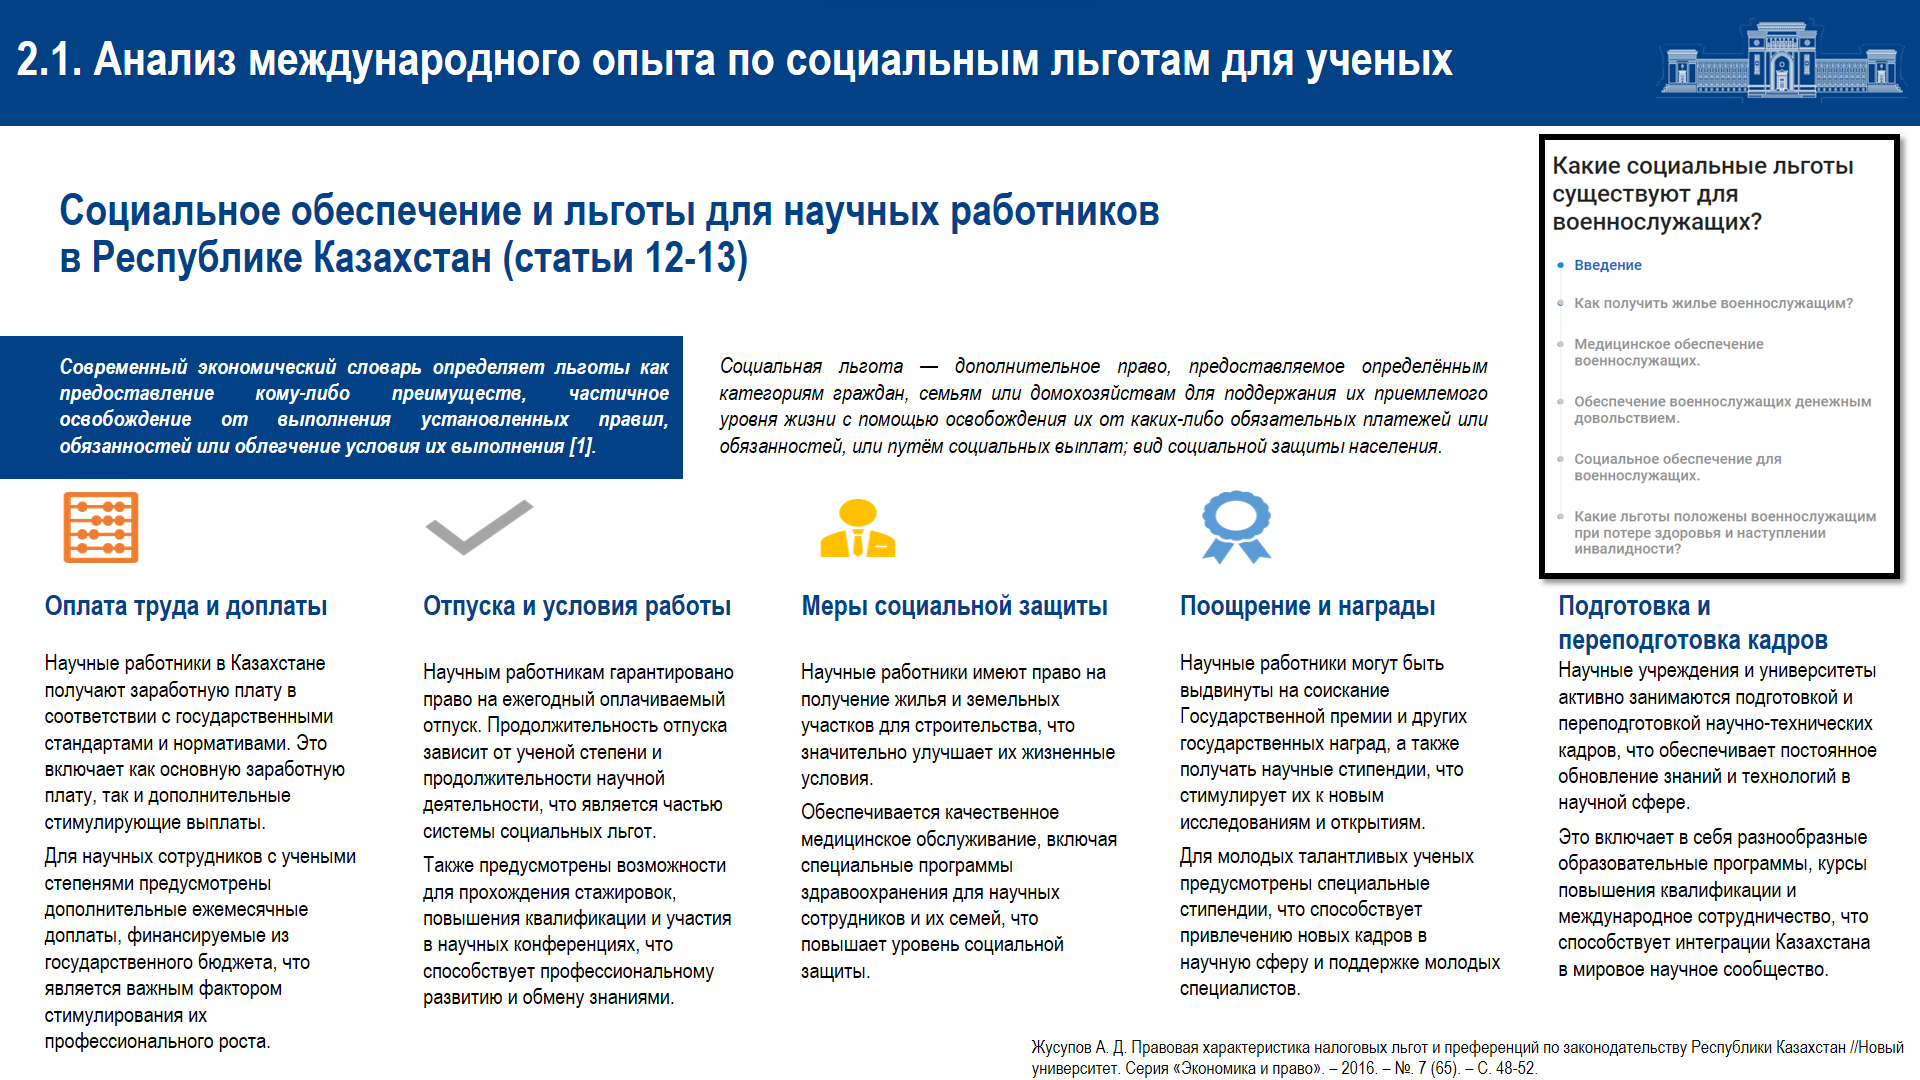 2.1. Анализ международного опыта по социальным льготам для ученых
Социальное обеспечение и льготы для научных работников
в Республике Казахстан (статьи 12-13)
Современный экономический словарь определяет льготы как
предоставление кому-либо преимуществ, частичное
освобождение от выполнения установленных правил,
обязанностей или облегчение условия их выполнения [1].
Социальная льгота — дополнительное право, предоставляемое определённым
категориям граждан, семьям или домохозяйствам для поддержания их приемлемого
уровня жизни с помощью освобождения их от каких-либо обязательных платежей или
обязанностей, или путём социальных выплат; вид социальной защиты населения.
Какие социальные льготы
существуют для
военнослужащих?
Введение
Как получить жилье военнослужащим?
Медицинское обеспечение
военнослужащих.
Обеспечение военнослужащих денежным
довольствием.
Социальное обеспечение для
военнослужащих.
Какие льготы положены военнослужащим
при потере здоровья и наступлении
инвалидности?
Оплата труда и доплаты
Научные работники в Казахстане
получают заработную плату в
соответствии с государственными
стандартами и нормативами. Это
включает как основную заработную
плату, так и дополнительные
стимулирующие выплаты.
Для научных сотрудников с учеными
степенями предусмотрены
дополнительные ежемесячные
доплаты, финансируемые из
государственного бюджета, что
является важным фактором
стимулирования их
профессионального роста.
Отпуска и условия работы
Научным работникам гарантировано
право на ежегодный оплачиваемый
отпуск. Продолжительность отпуска
зависит от ученой степени и
продолжительности научной
деятельности, что является частью
системы социальных льгот.
Также предусмотрены возможности
для прохождения стажировок,
повышения квалификации и участия
в научных конференциях, что
способствует профессиональному
развитию и обмену знаниями.
Меры социальной защиты
Научные работники имеют право на
получение жилья и земельных
участков для строительства, что
значительно улучшает их жизненные
условия.
Обеспечивается качественное
медицинское обслуживание, включая
специальные программы
здравоохранения для научных
сотрудников и их семей, что
повышает уровень социальной
защиты.
Поощрение и награды
Научные работники могут быть
выдвинуты на соискание
Государственной премии и других
государственных наград, а также
получать научные стипендии, что
стимулирует их к новым
исследованиям и открытиям.
Для молодых талантливых ученых
предусмотрены специальные
стипендии, что способствует
привлечению новых кадров в
научную сферу и поддержке молодых
специалистов.
Подготовка и
переподготовка кадров
Научные учреждения и университеты
активно занимаются подготовкой и
переподготовкой научно-технических
кадров, что обеспечивает постоянное
обновление знаний и технологий в
научной сфере.
Это включает в себя разнообразные
образовательные программы, курсы
повышения квалификации и
международное сотрудничество, что
способствует интеграции Казахстана
в мировое научное сообщество.
Жусупов А. Д. Правовая характеристика налоговых льгот и преференций по законодательству Республики Казахстан //Новый
университет. Серия «Экономика и право». – 2016. – №. 7 (65). – С. 48-52.